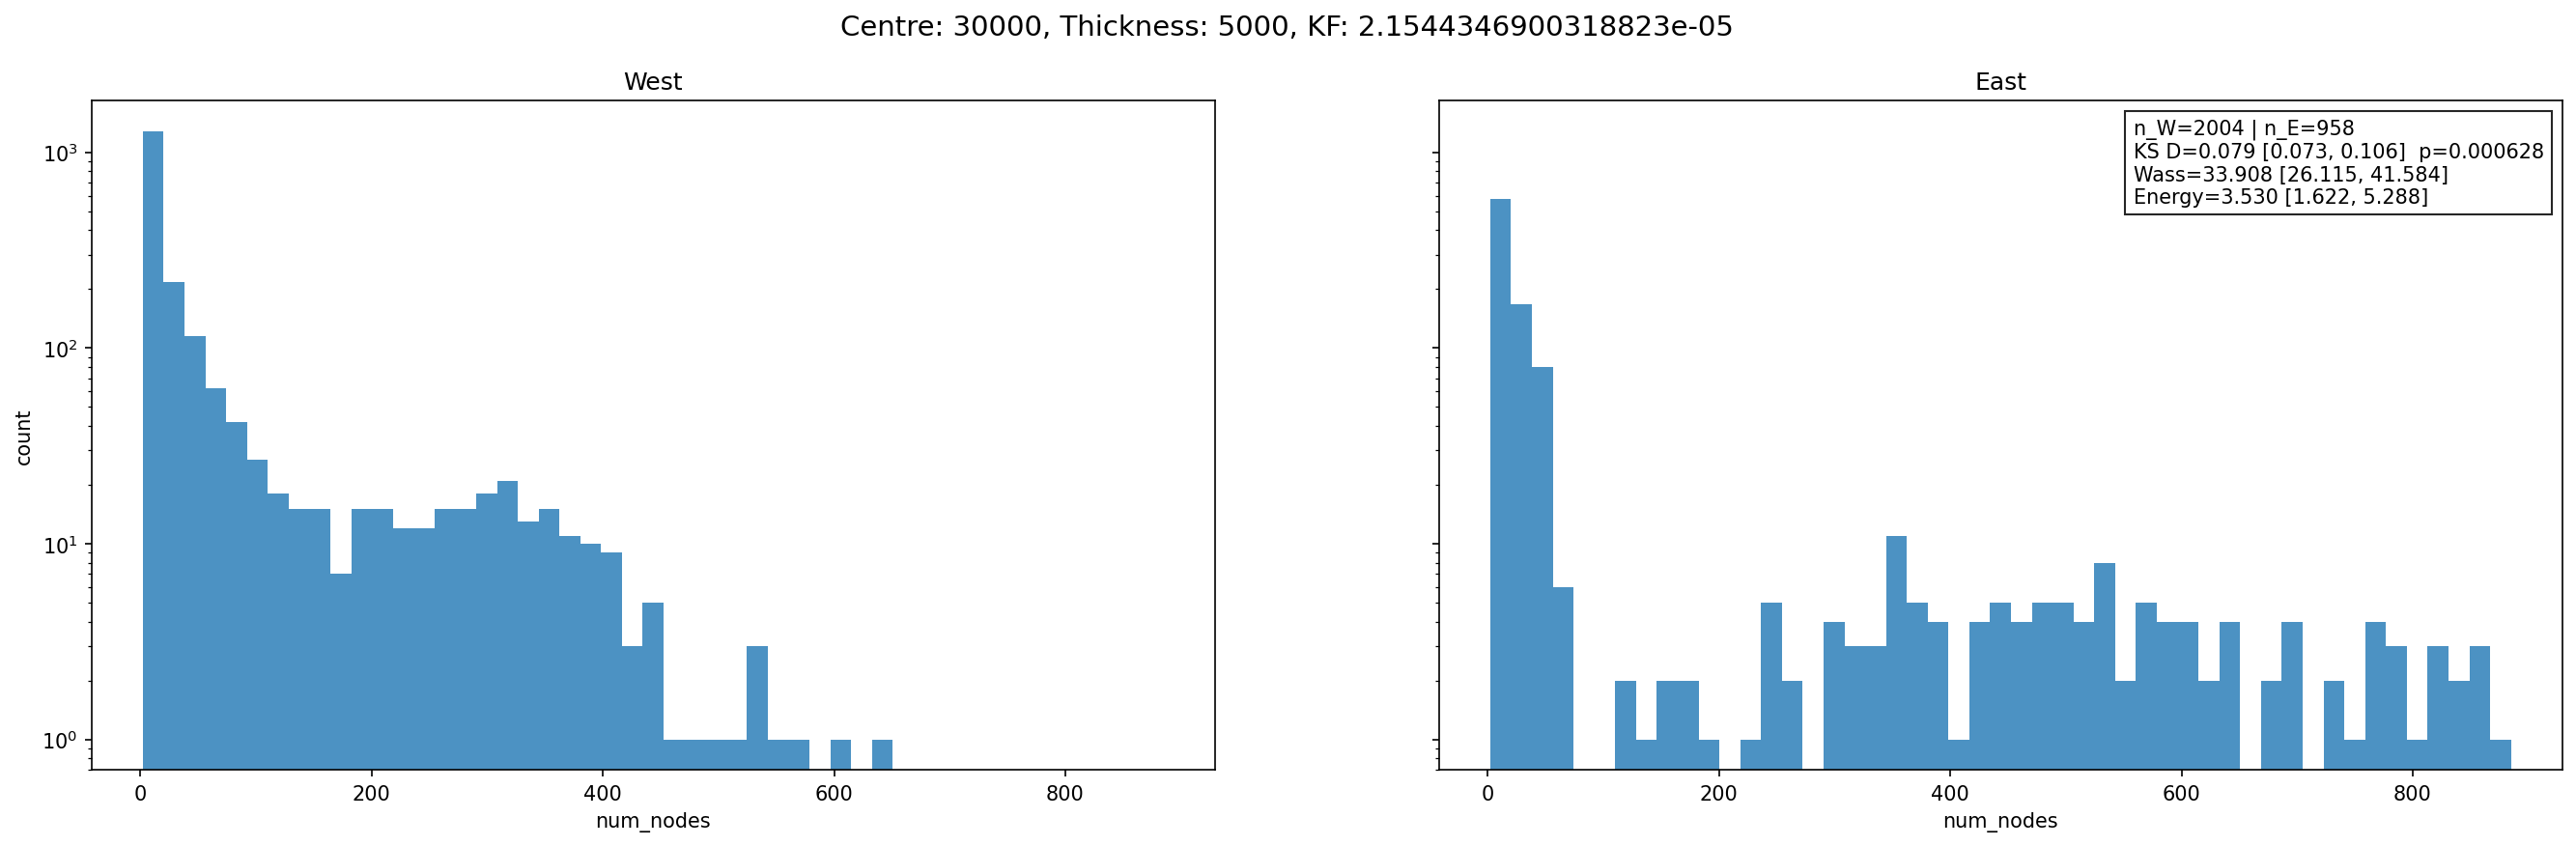 Centre: 30000, Thickness: 5000, KF: 2.1544346900318823e-05
West
East
n_W=2004 | n_E=958
KS D=0.079 [0.073, 0.106]  p=0.000628
Wass=33.908 [26.115, 41.584]
Energy=3.530 [1.622, 5.288]
count
10³
10²
10¹
10⁰
0 200 400 600 800
num_nodes
0 200 400 600 800
num_nodes